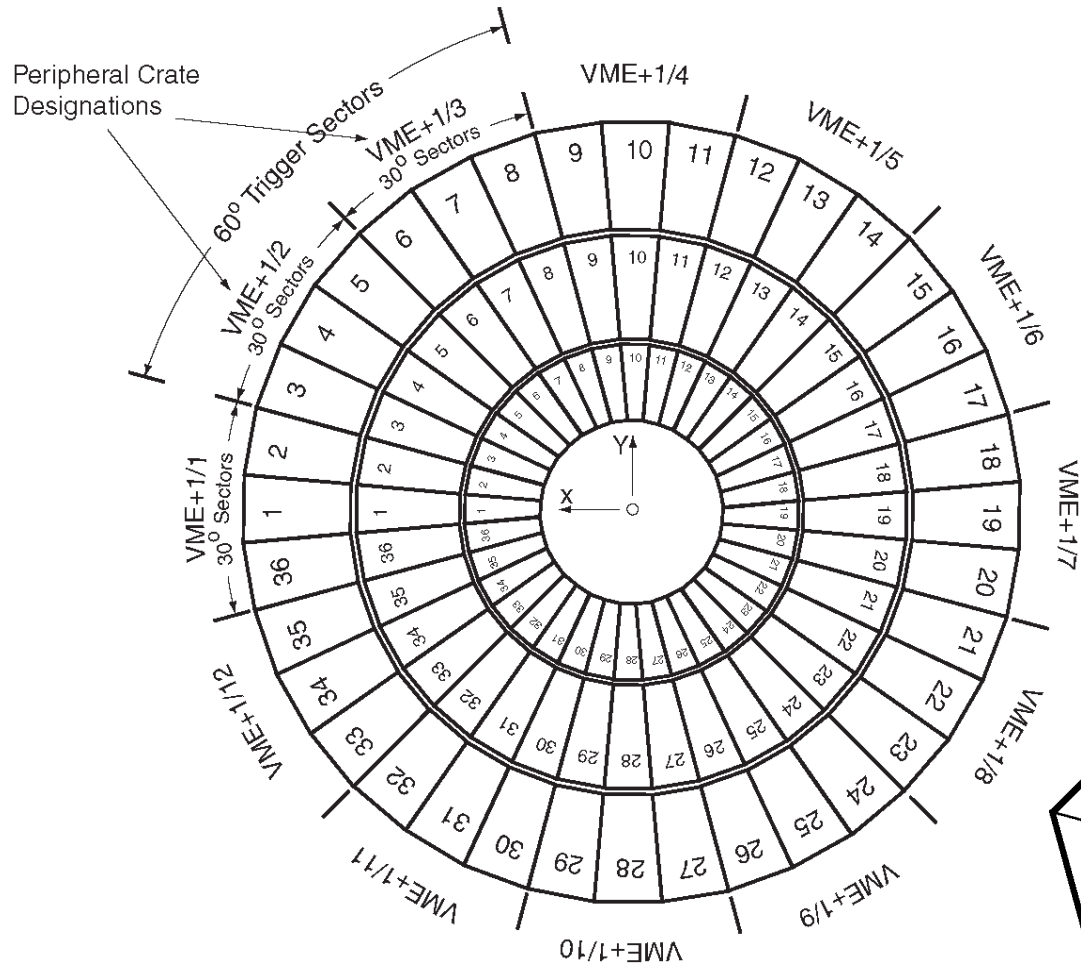 Peripheral Crate
Designations
60° Trigger Sectors
VME+1/3
30° Sectors
VME+1/2
30° Sectors
VME+1/1
30° Sectors
VME+1/4
VME+1/5
VME+1/6
VME+1/7
VME+1/8
VME+1/9
VME+1/10
VME+1/11
VME+1/12
1 2 3 4 5 6 7 8 9 10 11 12 13 14 15 16 17 18 19 20 21 22 23 24 25 26 27 28 29 30 31 32 33 34 35 36
1 2 3 4 5 6 7 8 9 10 11 12 13 14 15 16 17 18 19 20 21 22 23 24 25 26 27 28 29 30 31 32 33 34 35 36
1 2 3 4 5 6 7 8 9 10 11 12 13 14 15 16 17 18 19 20 21 22 23 24 25 26 27 28 29 30 31 32 33 34 35 36
Y
X